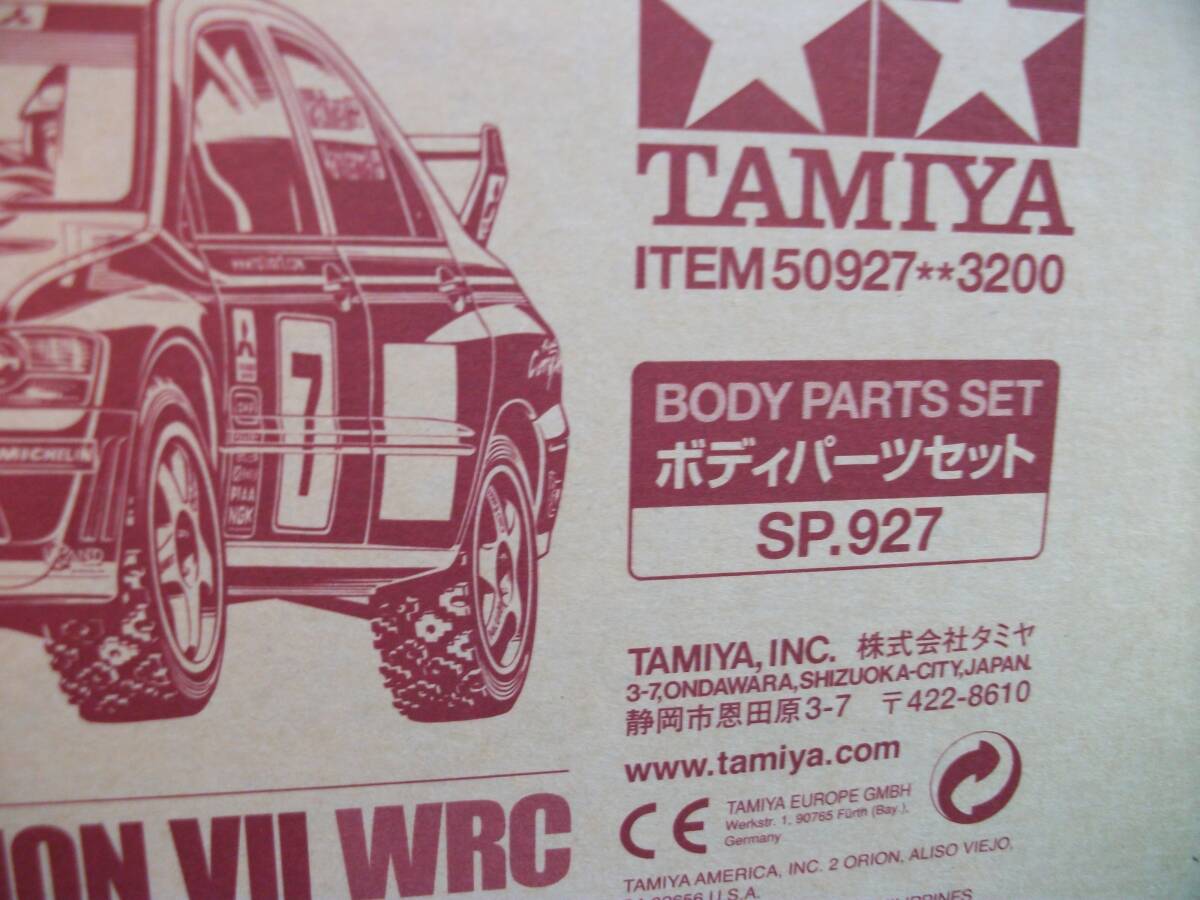 TAMIYA
ITEM 50927**3200
BODY PARTS SET
ボディパーツセット
SP.927
TAMIYA, INC. 株式会社タミヤ
3-7, ONDAWARA, SHIZUOKA-CITY, JAPAN.
静岡市恩田原3-7 〒422-8610
www.tamiya.com
CE
TAMIYA EUROPE GMBH
Werkstr. 1, 90765 Fürth (Bay.),
Germany
TAMIYA AMERICA, INC. 2 ORION, ALISO VIEJO,
U.S.A.
VII WRC
7
MICHELIN
PIAA
NGK